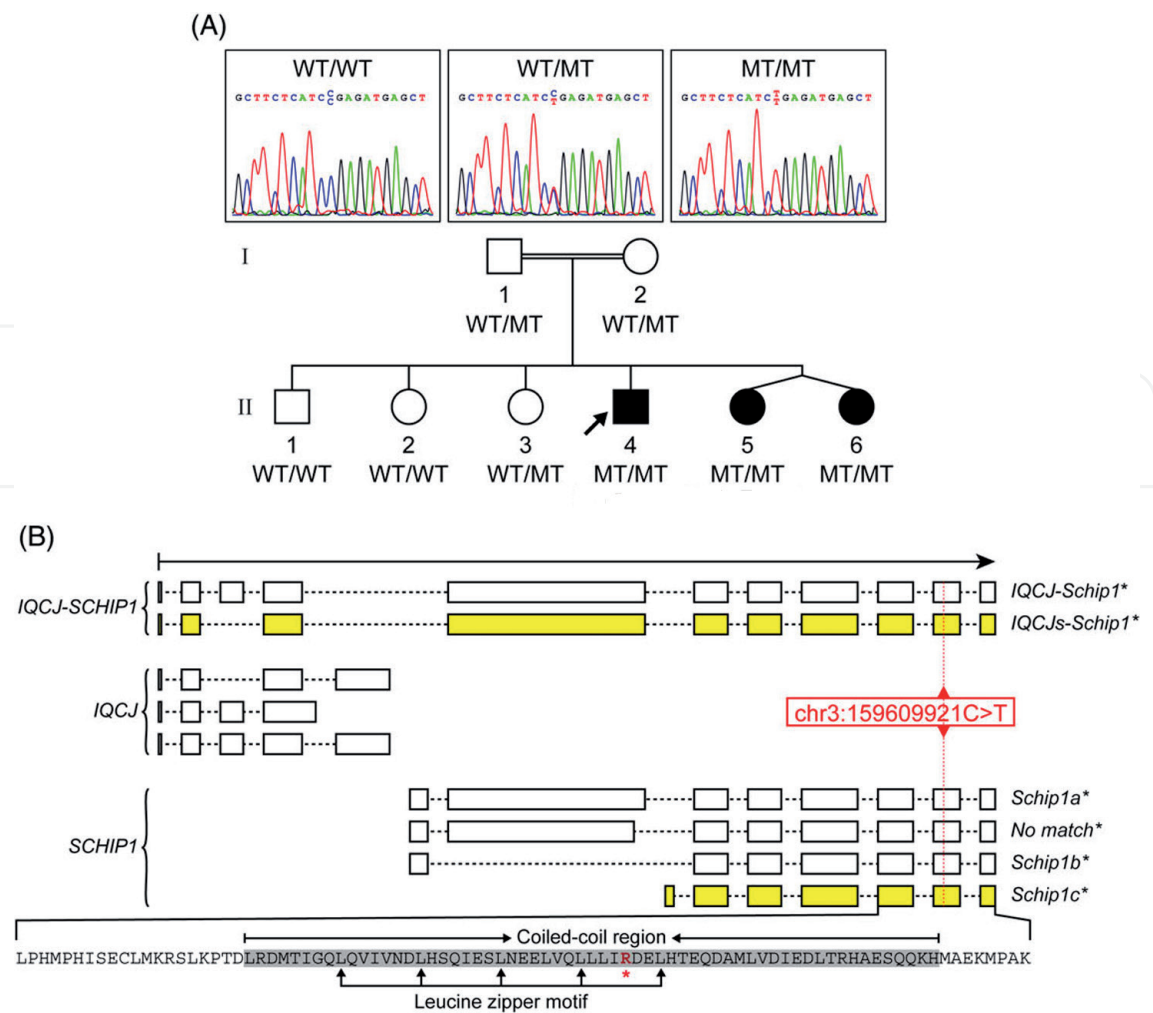 (A)
WT/WT WT/MT MT/MT
GCTTCTCATCC̲GAGATGAGCT GCTTCTCATCCGAGATGAGCT GCTTCTCATCTGAGATGAGCT
C T T
I
1 2
WT/MT WT/MT
II
1 2 3 4 5 6
WT/WT WT/WT WT/MT MT/MT MT/MT MT/MT
(B)
IQCJ-SCHIP1
IQCJ-Schip1*
IQCJs-Schip1*
IQCJ
chr3:159609921C>T
SCHIP1
Schip1a*
No match*
Schip1b*
Schip1c*
Coiled-coil region
LPHMPHISECLMKRSLKPTDLRDMTIGQLQVIVNDLHSQIESLNEELVQLLLIRDELHTEQDAMLVDIEDLTRHAESQQKHMAEKMPAK
*
Leucine zipper motif